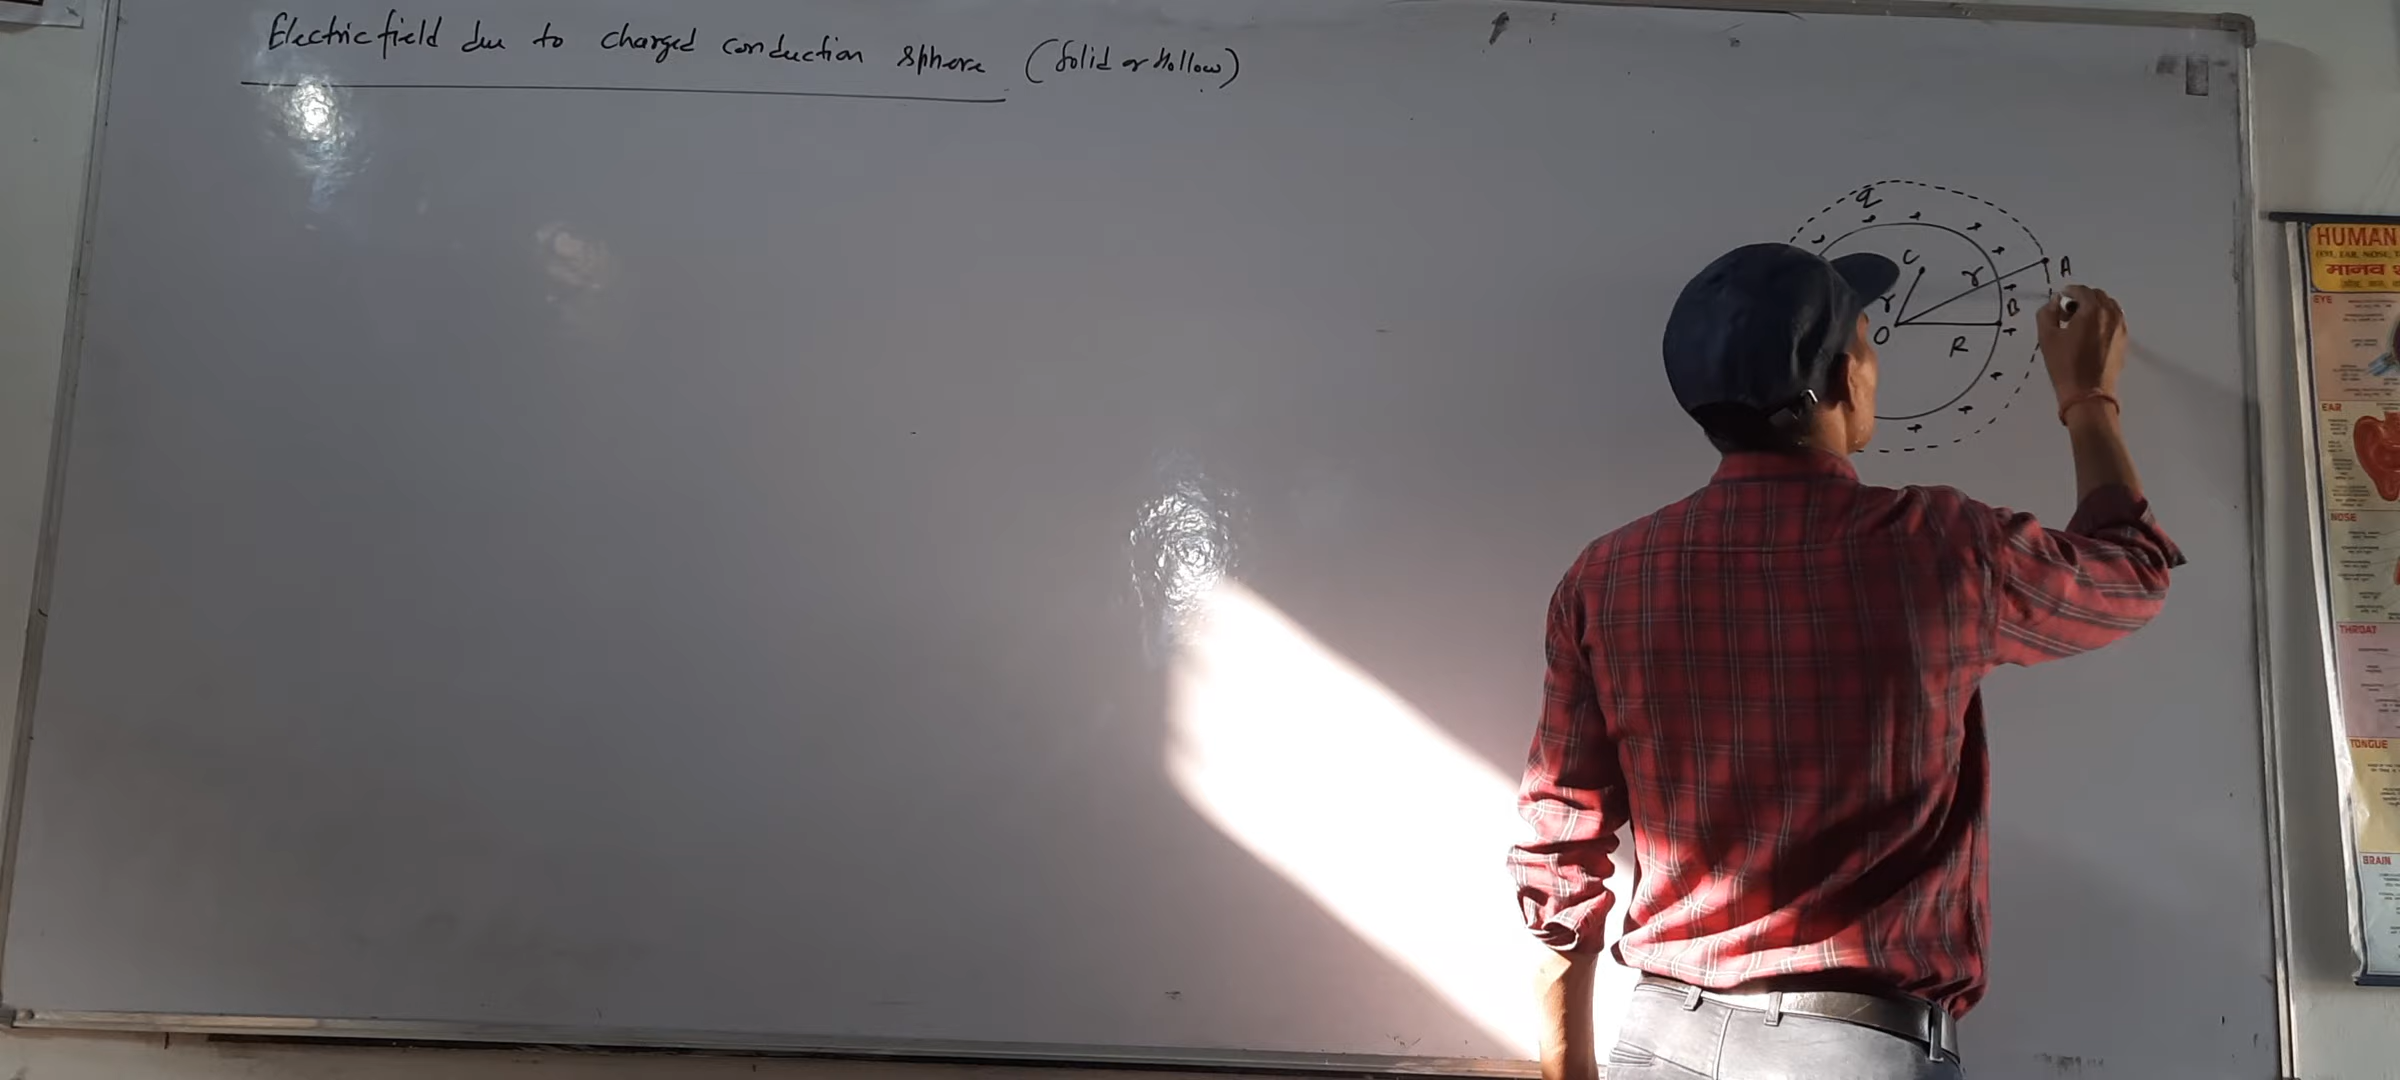 Electric field due to charged conduction sphere (Solid or Hollow)
q
C
r
A
r
B
O
R
HUMAN
मानव
EYE
EAR
NOSE
THROAT
TONGUE
BRAIN